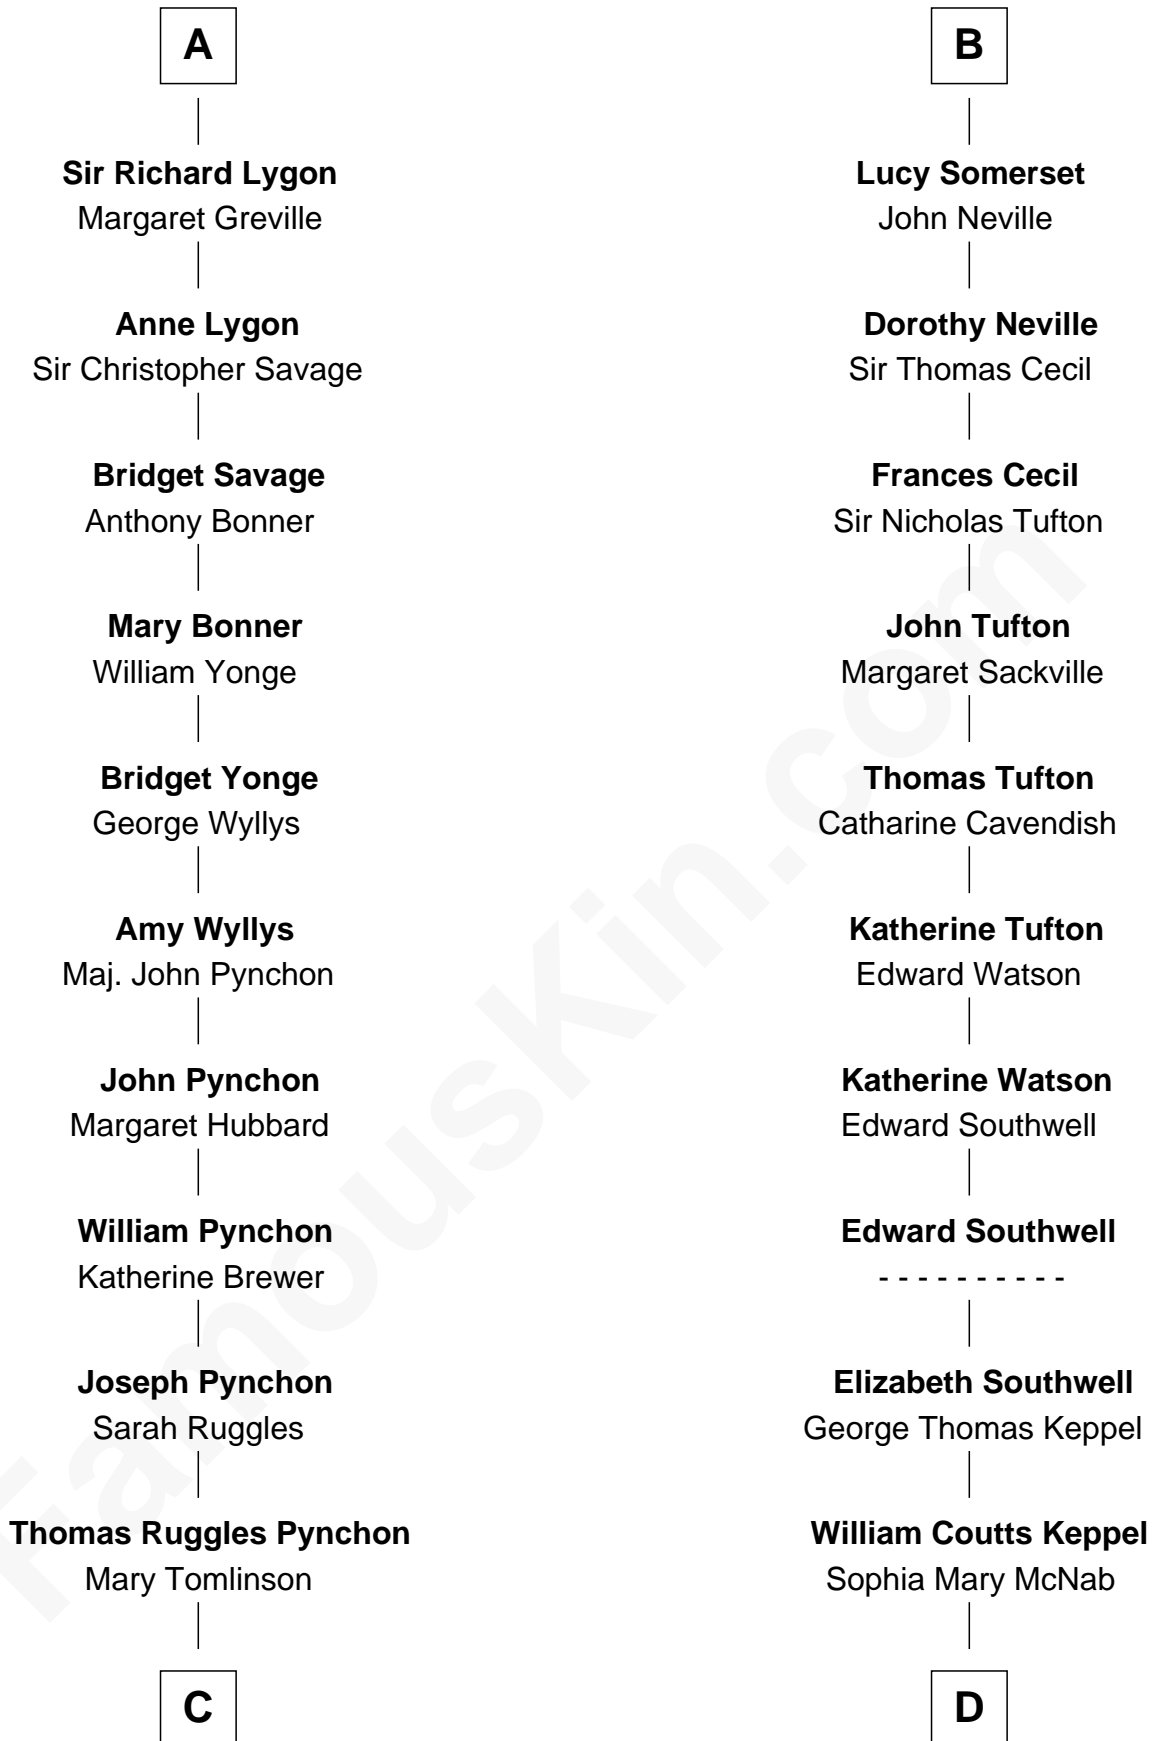 A
Sir Richard Lygon
Margaret Greville
Anne Lygon
Sir Christopher Savage
Bridget Savage
Anthony Bonner
Mary Bonner
William Yonge
Bridget Yonge
George Wyllys
Amy Wyllys
Maj. John Pynchon
John Pynchon
Margaret Hubbard
William Pynchon
Katherine Brewer
Joseph Pynchon
Sarah Ruggles
Thomas Ruggles Pynchon
Mary Tomlinson
C
B
Lucy Somerset
John Neville
Dorothy Neville
Sir Thomas Cecil
Frances Cecil
Sir Nicholas Tufton
John Tufton
Margaret Sackville
Thomas Tufton
Catharine Cavendish
Katherine Tufton
Edward Watson
Katherine Watson
Edward Southwell
Edward Southwell
- - - - - - - - - -
Elizabeth Southwell
George Thomas Keppel
William Coutts Keppel
Sophia Mary McNab
D
FamousKin.com